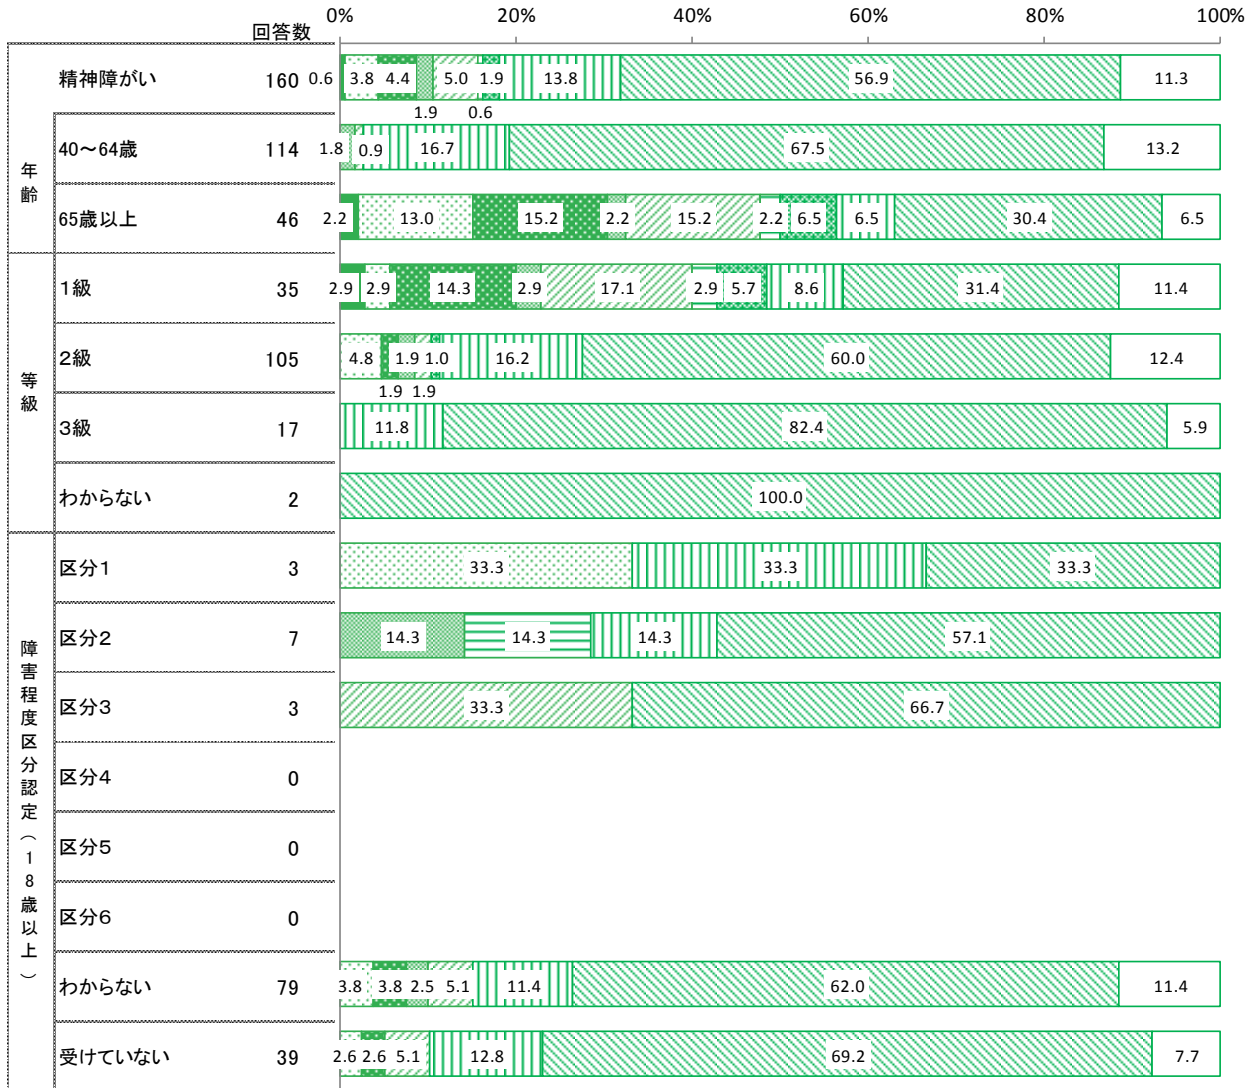 0% 20% 40% 60% 80% 100%
回答数
精神障がい 160 0.6 3.8 4.4 5.0 1.9 13.8 56.9 11.3
1.9 0.6
年齢
40～64歳 114 1.8 0.9 16.7 67.5 13.2
65歳以上 46 2.2 13.0 15.2 2.2 15.2 2.2 6.5 6.5 30.4 6.5
等級
1級 35 2.9 2.9 14.3 2.9 17.1 2.9 5.7 8.6 31.4 11.4
2級 105 4.8 1.9 1.0 16.2 60.0 12.4
1.9 1.9
3級 17 11.8 82.4 5.9
わからない 2 100.0
障害程度区分認定（18歳以上）
区分1 3 33.3 33.3 33.3
区分2 7 14.3 14.3 14.3 57.1
区分3 3 33.3 66.7
区分4 0
区分5 0
区分6 0
わからない 79 3.8 3.8 2.5 5.1 11.4 62.0 11.4
受けていない 39 2.6 2.6 5.1 12.8 69.2 7.7